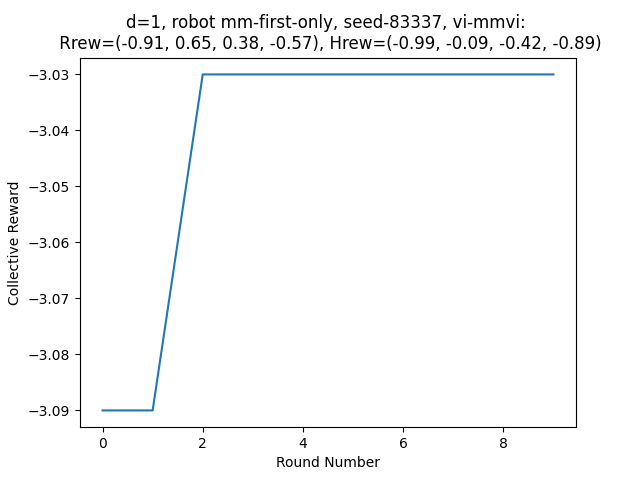 d=1, robot mm-first-only, seed-83337, vi-mmvi:
Rrew=(-0.91, 0.65, 0.38, -0.57), Hrew=(-0.99, -0.09, -0.42, -0.89)
−3.03
−3.04
−3.05
−3.06
−3.07
−3.08
−3.09
Collective Reward
0 2 4 6 8
Round Number